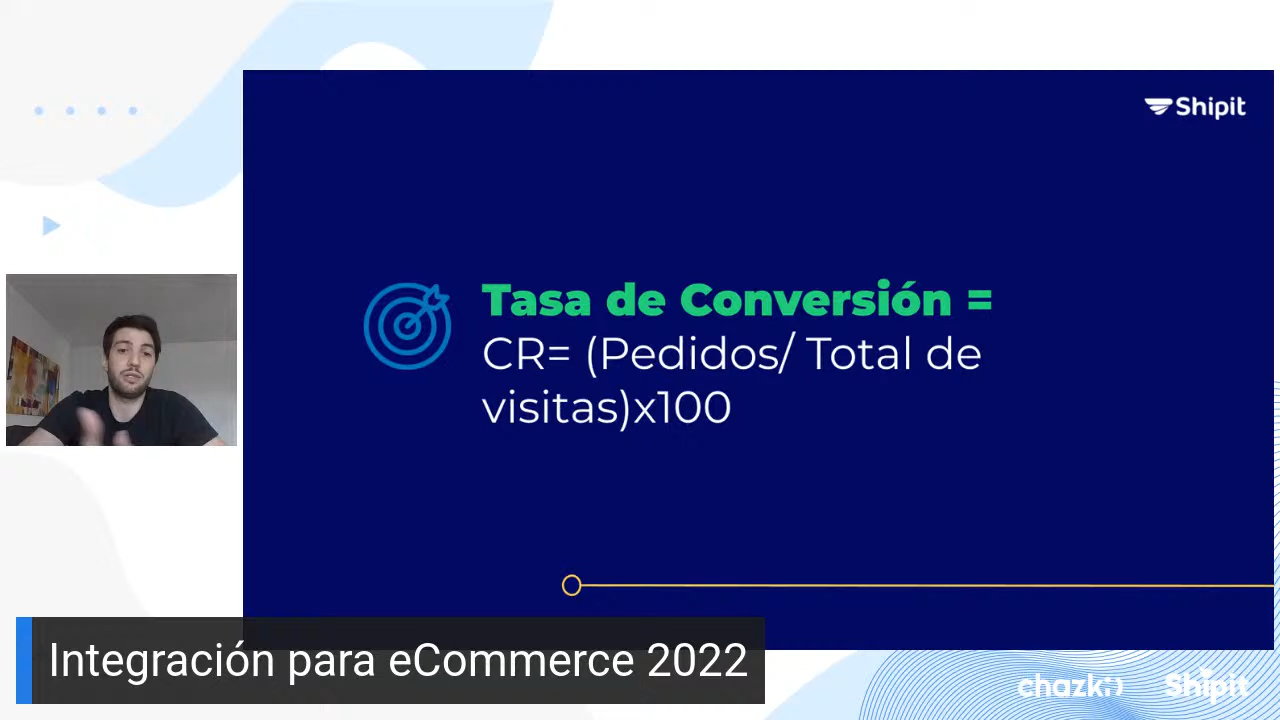 Shipit
Tasa de Conversión =
CR= (Pedidos/ Total de
visitas)x100
Integración para eCommerce 2022
chazki
Shipit